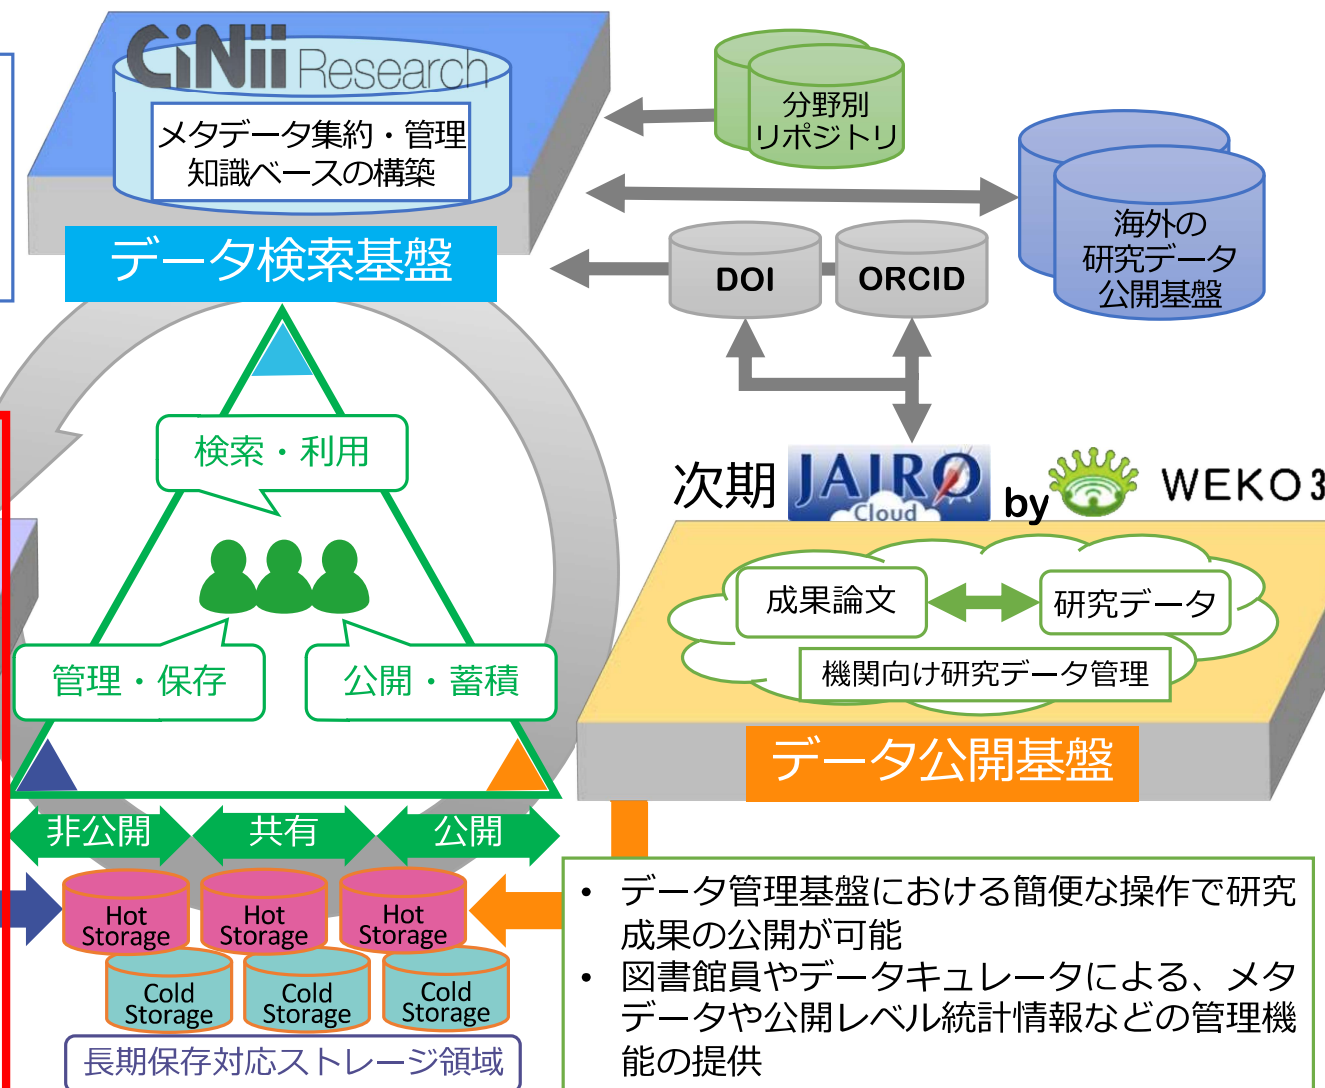 CiNii Research
メタデータ集約・管理
知識ベースの構築
データ検索基盤
分野別
リポジトリ
海外の
研究データ
公開基盤
DOI
ORCID
検索・利用
管理・保存
公開・蓄積
次期 JAIRO Cloud by WEKO3
成果論文
研究データ
機関向け研究データ管理
データ公開基盤
非公開
共有
公開
Hot
Storage
Hot
Storage
Hot
Storage
Cold
Storage
Cold
Storage
Cold
Storage
長期保存対応ストレージ領域
• データ管理基盤における簡便な操作で研究
成果の公開が可能
• 図書館員やデータキュレータによる、メタ
データや公開レベル統計情報などの管理機
能の提供